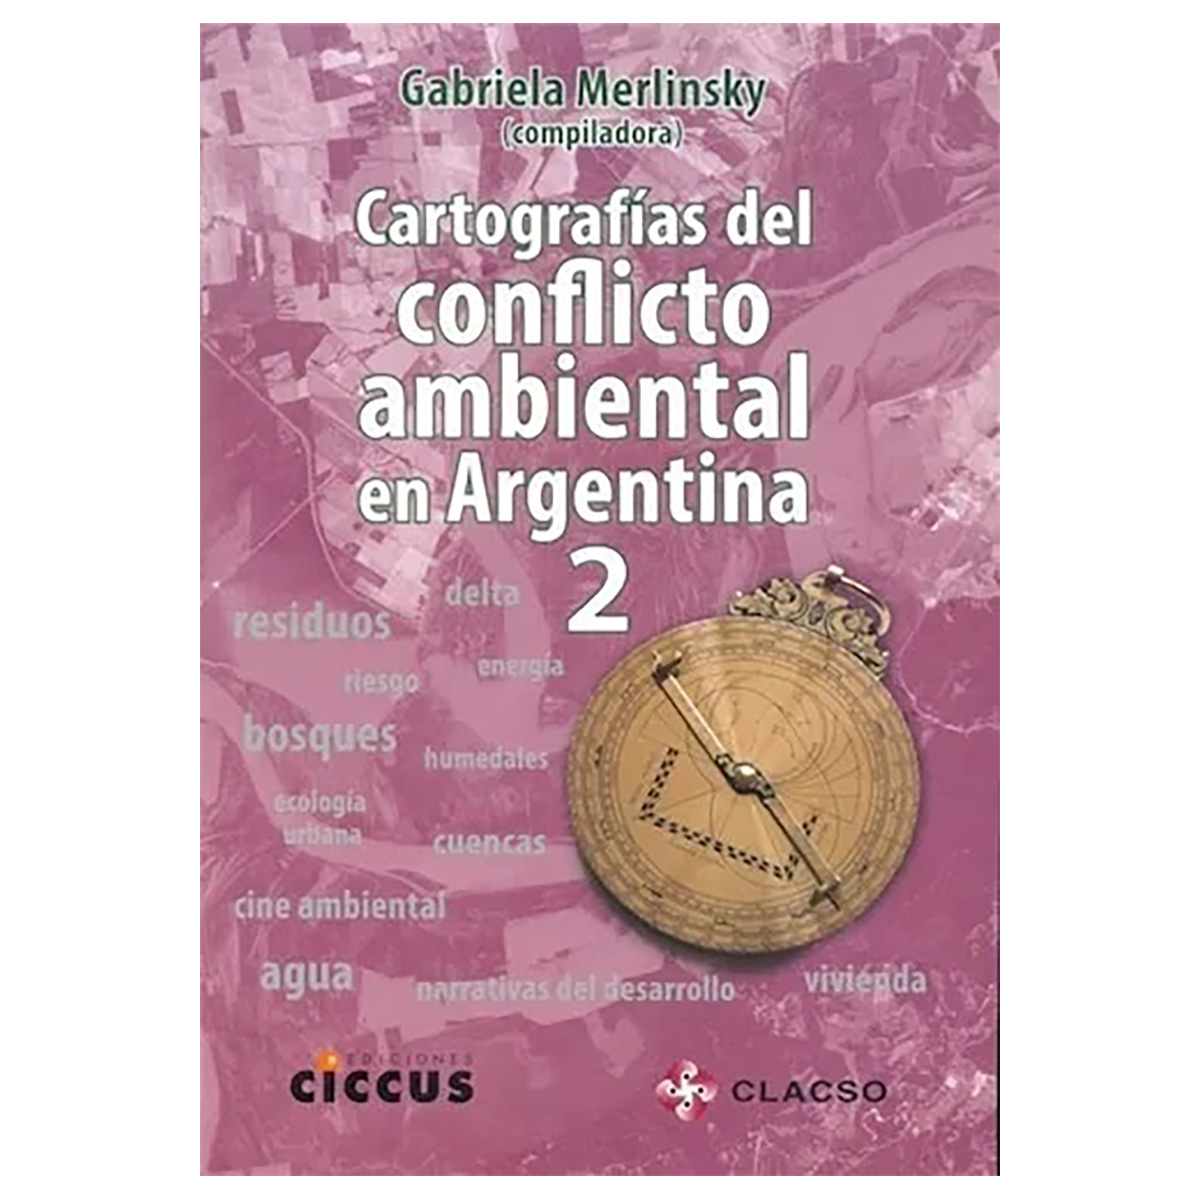 Gabriela Merlinsky
(compiladora)
Cartografías del
conflicto
ambiental
en Argentina
2
delta
residuos
energía
riesgo
bosques
humedales
ecología
urbana
cuencas
cine ambiental
agua
narrativas del desarrollo
vivienda
EDICIONES
CICCUS
CLACSO